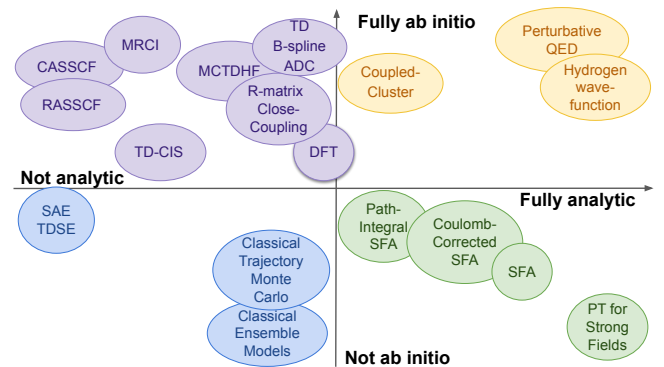 Fully ab initio
MRCI
CASSCF
RASSCF
TD-CIS
MCTDHF
TD
B-spline
ADC
R-matrix
Close-
Coupling
DFT
Coupled-
Cluster
Perturbative
QED
Hydrogen
wave-
function
Not analytic
Fully analytic
SAE
TDSE
Classical
Trajectory
Monte
Carlo
Classical
Ensemble
Models
Path-
Integral
SFA
Coulomb-
Corrected
SFA
SFA
PT for
Strong
Fields
Not ab initio